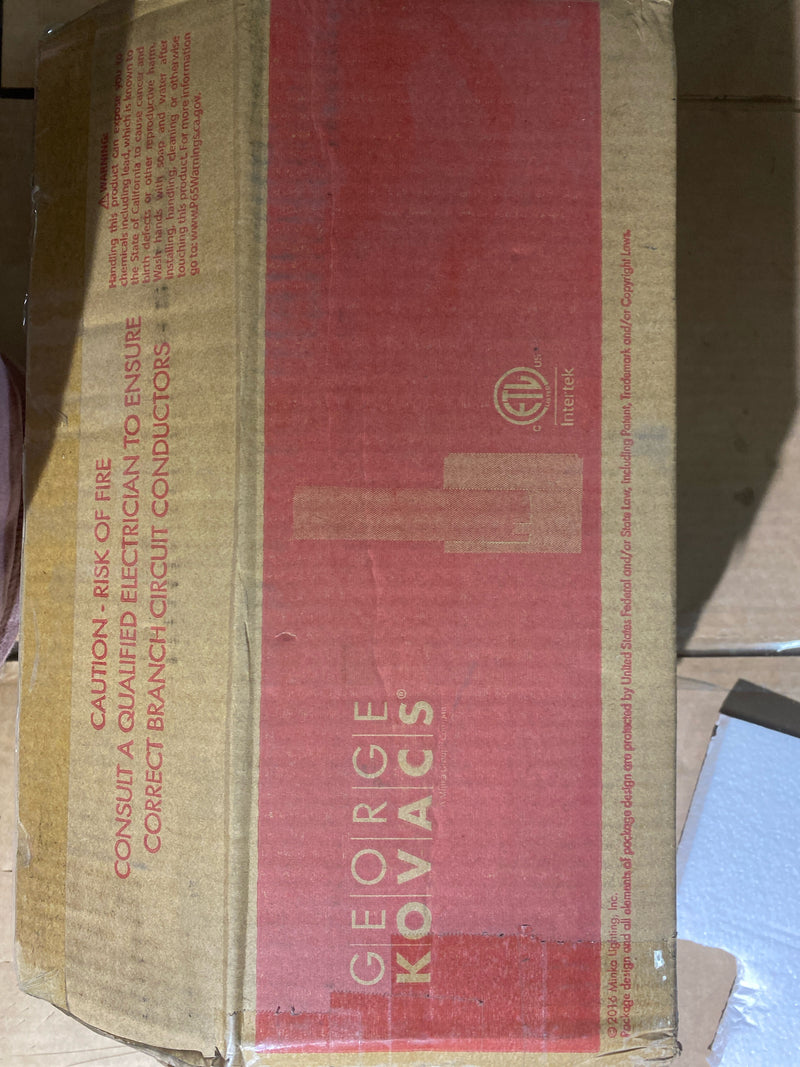 ⚠ WARNING:
Handling this product can expose you to
chemicals including lead, which is known to
the State of California to cause cancer and
birth defects or other reproductive harm.
Wash hands with soap and water after
installing, handling, cleaning or otherwise
touching this product. For more information
go to: www.P65Warnings.ca.gov.
CAUTION - RISK OF FIRE
CONSULT A QUALIFIED ELECTRICIAN TO ENSURE
CORRECT BRANCH CIRCUIT CONDUCTORS
GEORGE
KOVACS®
C ETL US
Intertek
© 2016 Minka Lighting, Inc.
Package design and all elements of package design are protected by United States Federal and/or State Law, including Patent, Trademark and/or Copyright Laws.